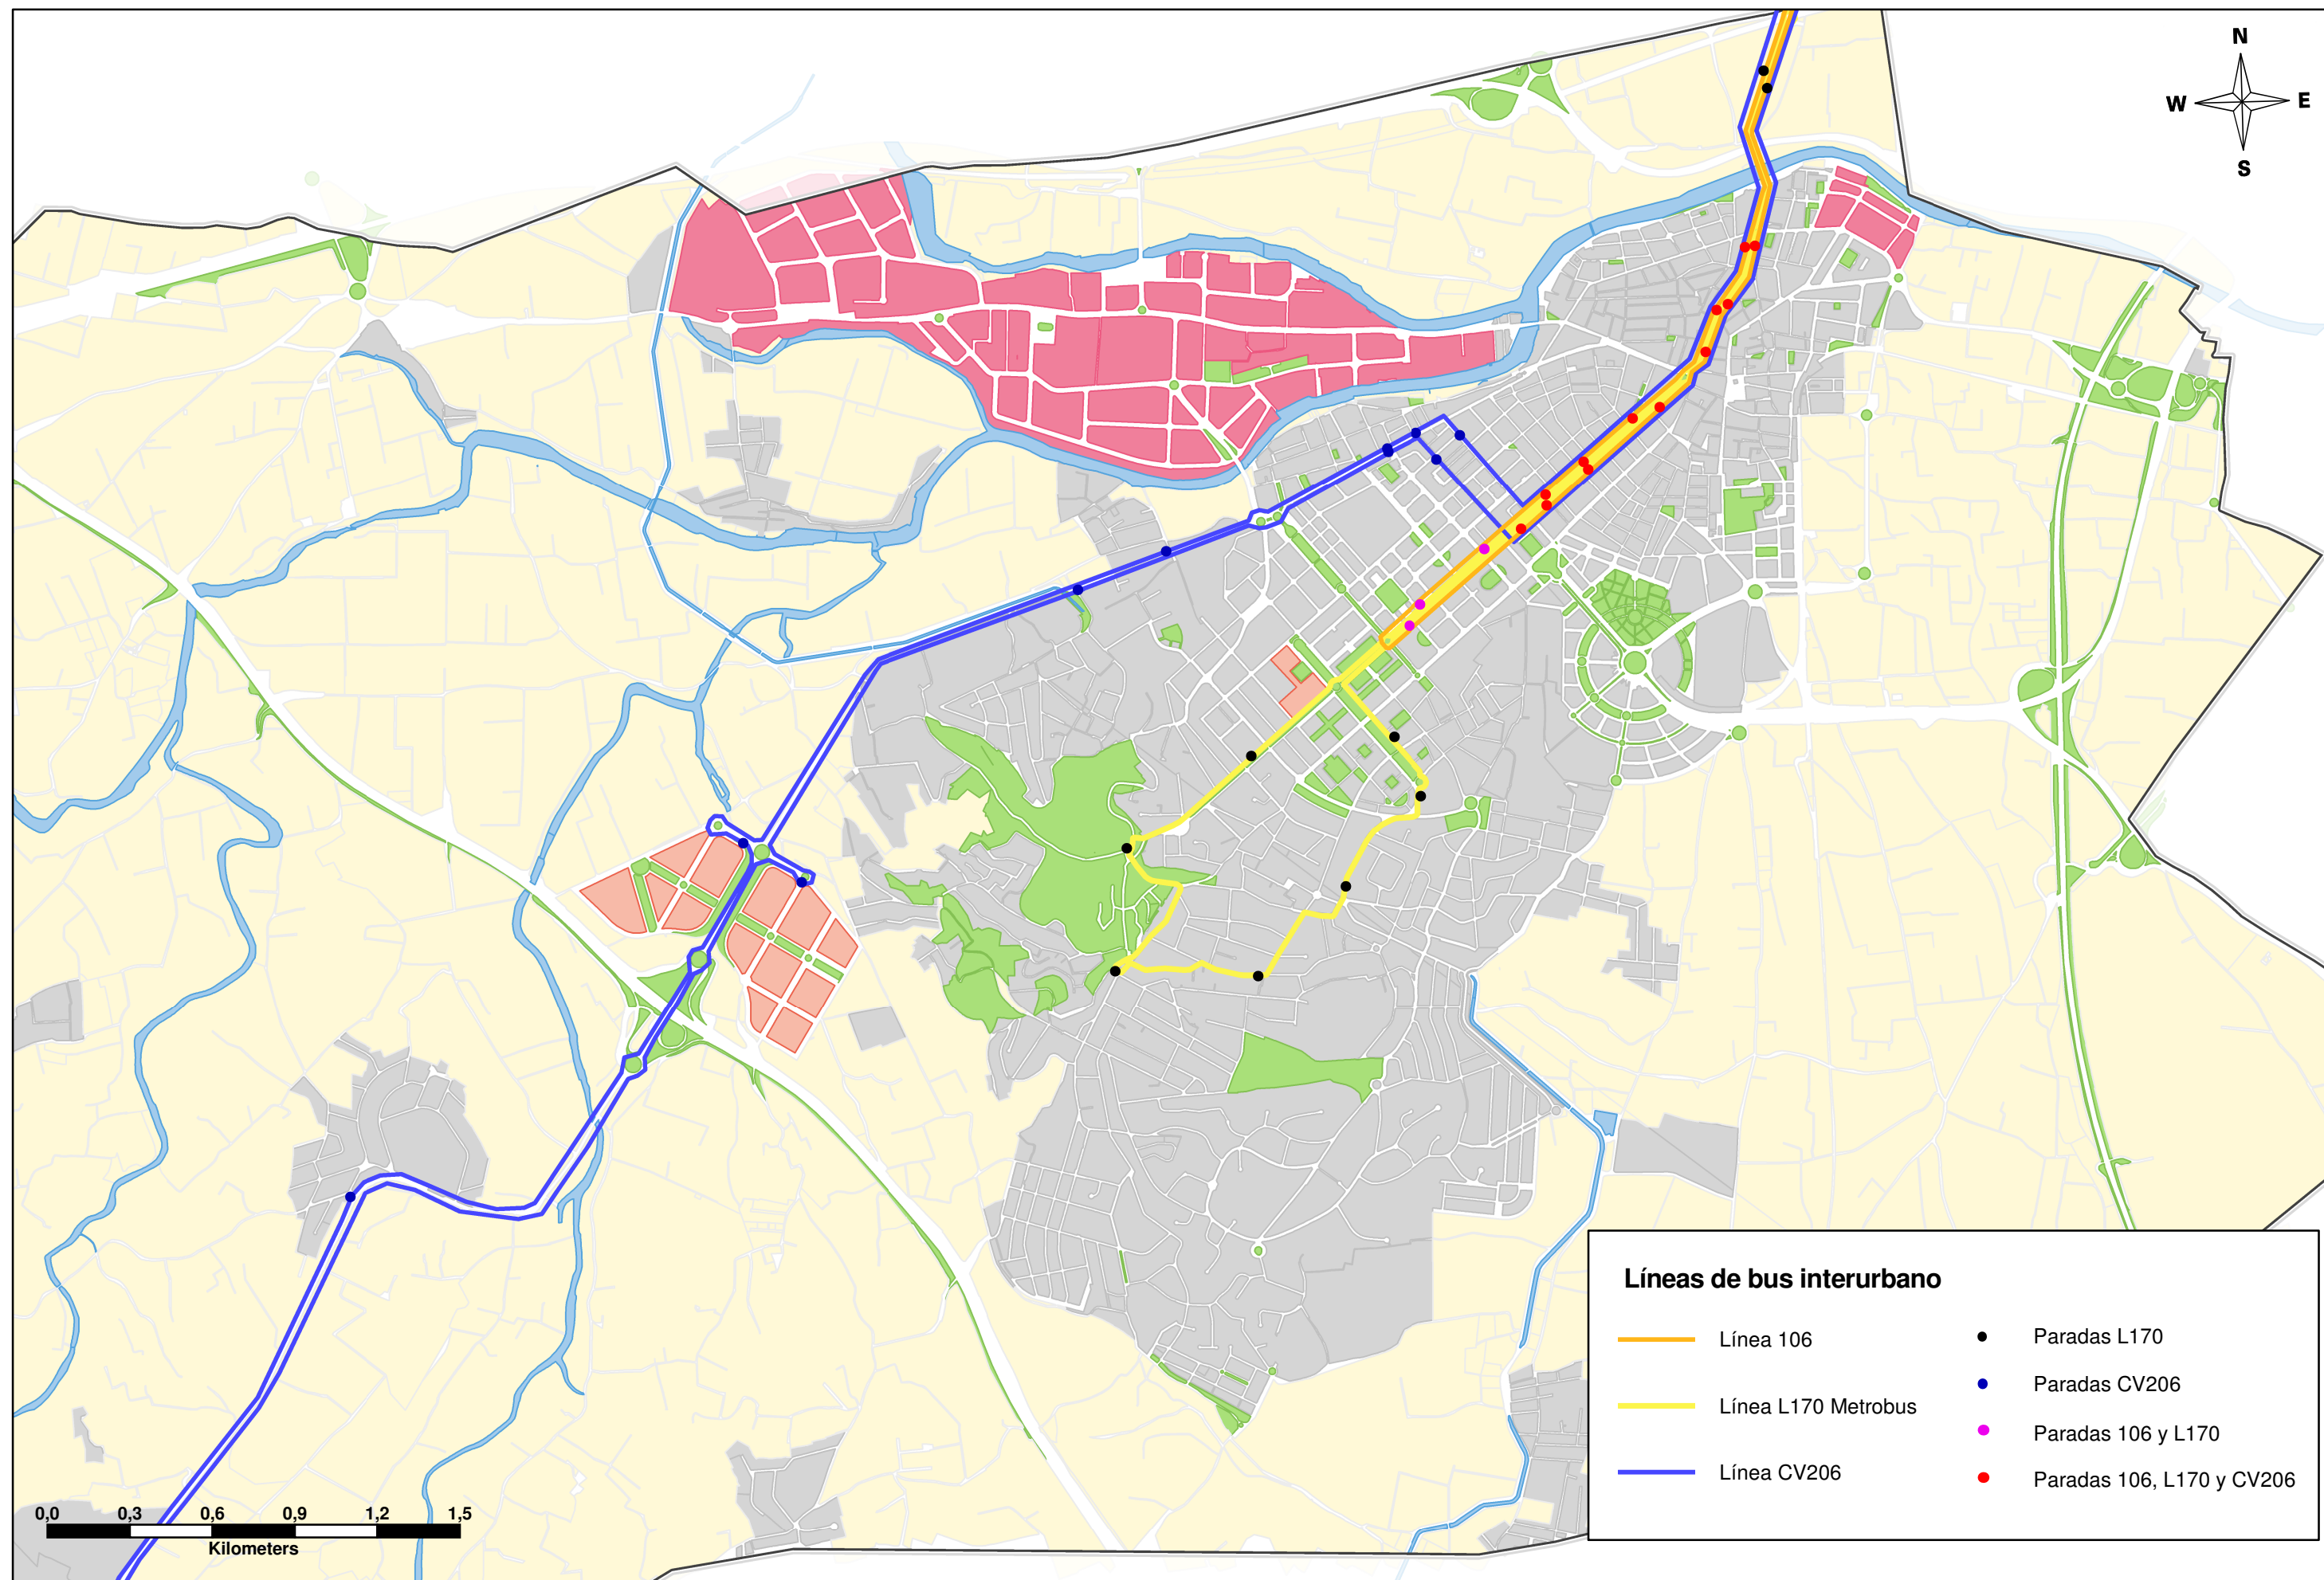 N
W E
S
Líneas de bus interurbano
Línea 106
Línea L170 Metrobus
Línea CV206
Paradas L170
Paradas CV206
Paradas 106 y L170
Paradas 106, L170 y CV206
0,0 0,3 0,6 0,9 1,2 1,5
Kilometers